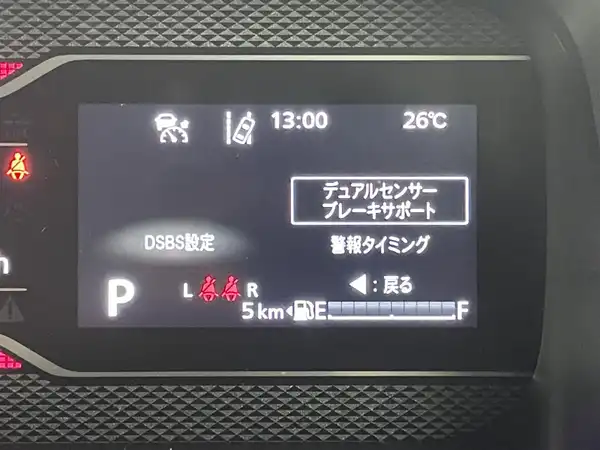 13:00 26℃
デュアルセンサー
ブレーキサポート
DSBS設定
警報タイミング
◀:戻る
P
L R
5km E F